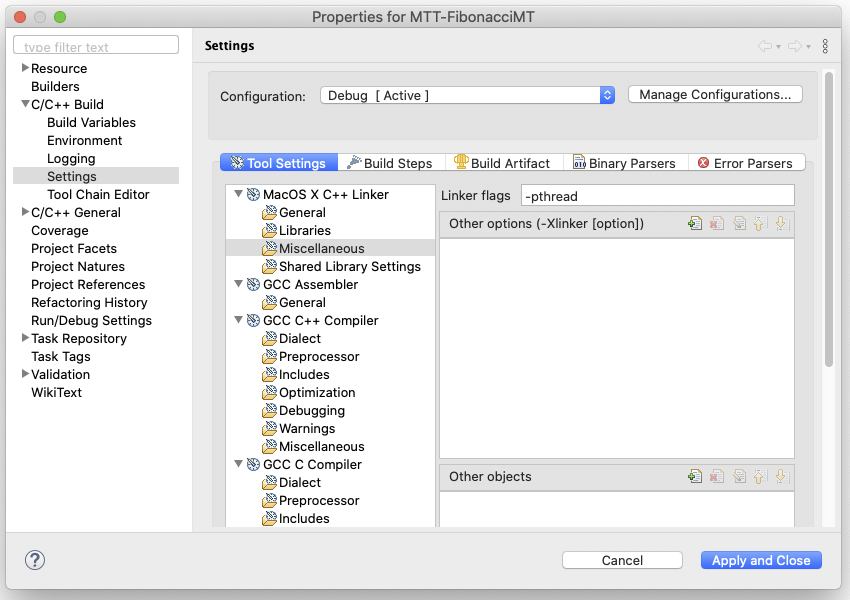 Properties for MTT-FibonacciMT
type filter text
Resource
Builders
C/C++ Build
Build Variables
Environment
Logging
Settings
Tool Chain Editor
C/C++ General
Coverage
Project Facets
Project Natures
Project References
Refactoring History
Run/Debug Settings
Task Repository
Task Tags
Validation
WikiText
Settings
Configuration:
Debug [ Active ]
Manage Configurations...
Tool Settings
Build Steps
Build Artifact
Binary Parsers
Error Parsers
MacOS X C++ Linker
General
Libraries
Miscellaneous
Shared Library Settings
GCC Assembler
General
GCC C++ Compiler
Dialect
Preprocessor
Includes
Optimization
Debugging
Warnings
Miscellaneous
GCC C Compiler
Dialect
Preprocessor
Includes
Linker flags
-pthread
Other options (-Xlinker [option])
Other objects
?
Cancel
Apply and Close